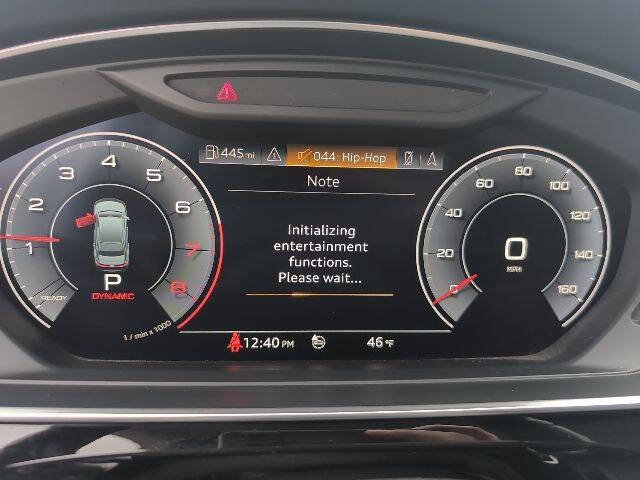 445 mi
044: Hip-Hop
Note
Initializing
entertainment
functions.
Please wait...
1
2
3
4
5
6
7
8
READY
P
DYNAMIC
1 / min x 1000
0
20
40
60
80
100
120
140
160
0
MPH
12:40 PM
46 °F